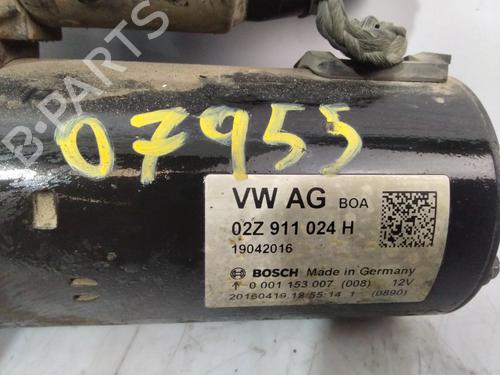 B-PARTS
07955
VW AG BOA
02Z 911 024 H
19042016
BOSCH Made in Germany
0 001 153 007 (008) 12V
20160419 18:55:14 1 (0890)